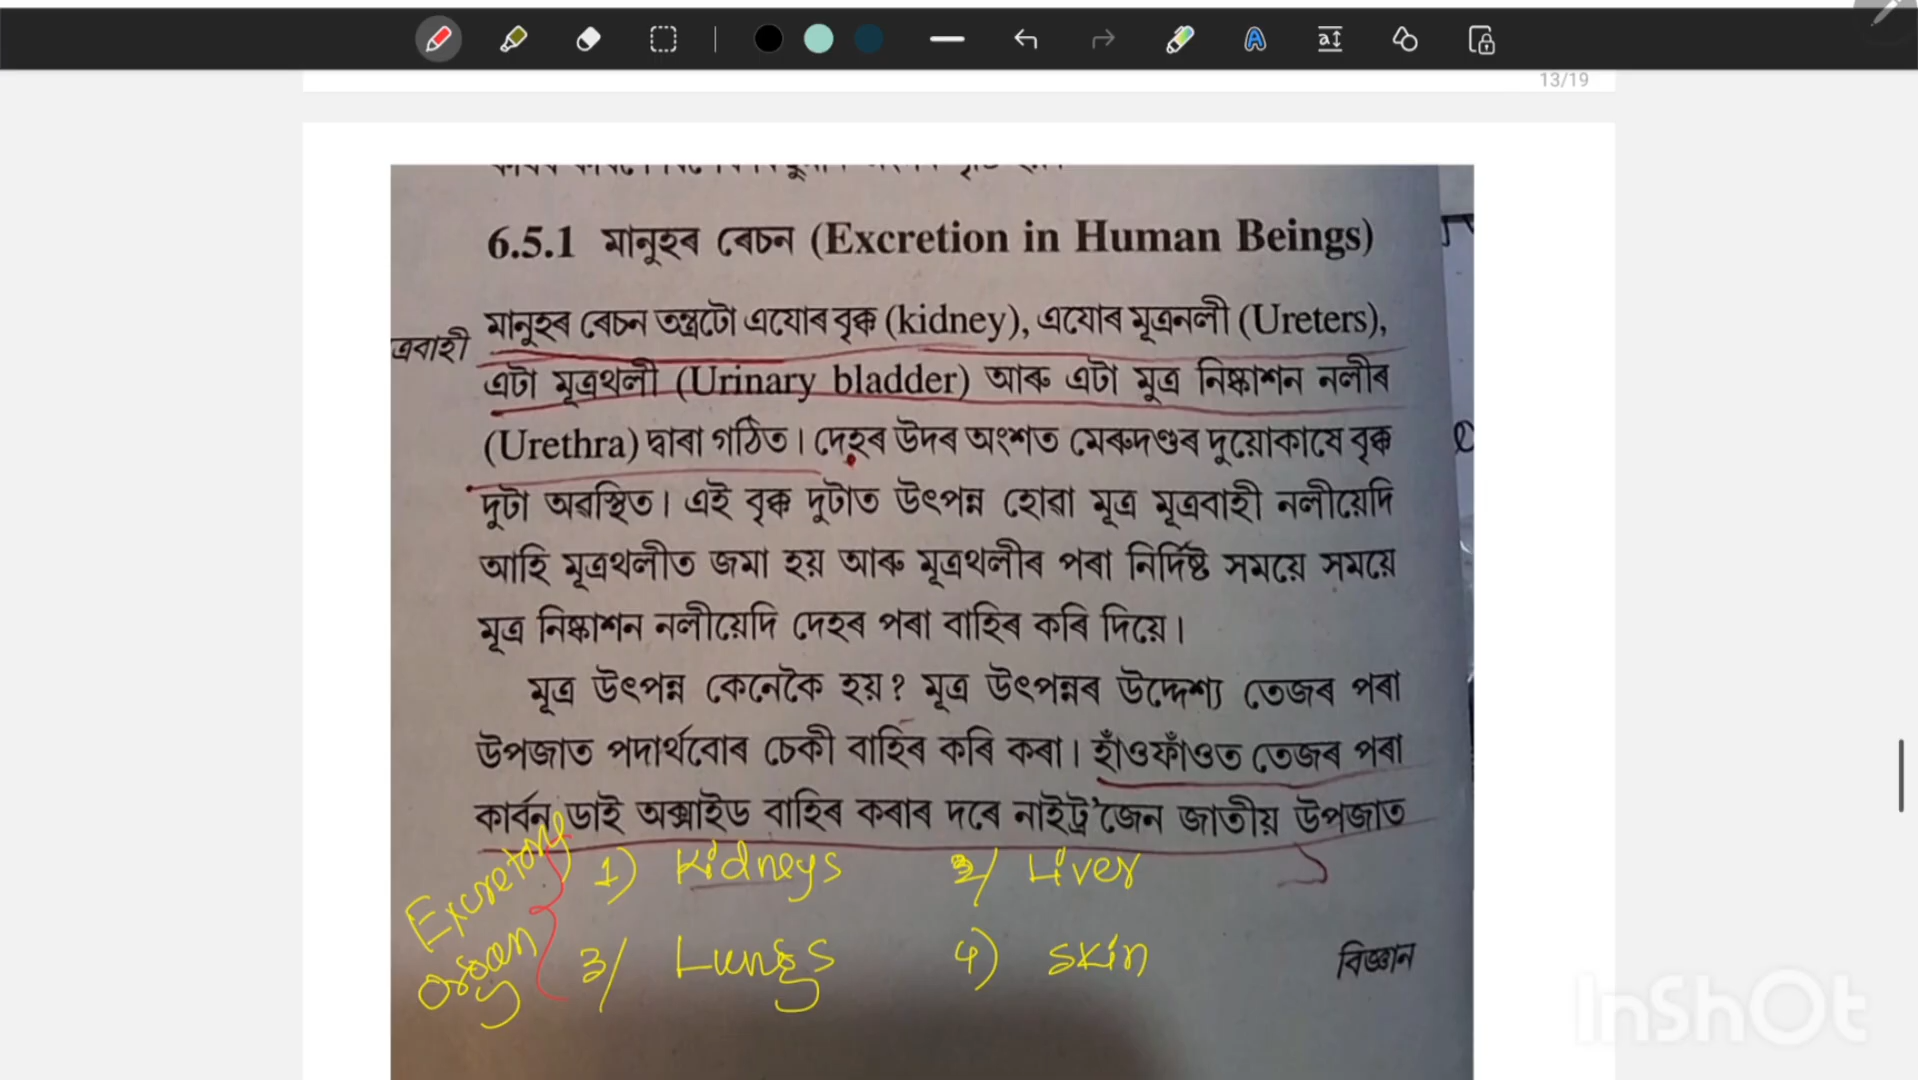 13/19
6.5.1 মানুহৰ ৰেচন (Excretion in Human Beings)
মানুহৰ ৰেচন তন্ত্ৰটো এযোৰ বৃক্ক (kidney), এযোৰ মূত্ৰনলী (Ureters),
ত্ৰবাহী
এটা মূত্ৰথলী (Urinary bladder) আৰু এটা মূত্ৰ নিষ্কাশন নলীৰ
(Urethra) দ্বাৰা গঠিত। দেহৰ উদৰ অংশত মেৰুদণ্ডৰ দুয়োকাষে বৃক্ক
দুটা অৱস্থিত। এই বৃক্ক দুটাত উৎপন্ন হোৱা মূত্ৰ মূত্ৰবাহী নলীয়েদি
আহি মূত্ৰথলীত জমা হয় আৰু মূত্ৰথলীৰ পৰা নিৰ্দিষ্ট সময়ে সময়ে
মূত্ৰ নিষ্কাশন নলীয়েদি দেহৰ পৰা বাহিৰ কৰি দিয়ে।
মূত্ৰ উৎপন্ন কেনেকৈ হয়? মূত্ৰ উৎপন্নৰ উদ্দেশ্য তেজৰ পৰা
উপজাত পদাৰ্থবোৰ চেকী বাহিৰ কৰি কৰা। হাঁওফাঁওত তেজৰ পৰা
কাৰ্বন ডাই অক্সাইড বাহিৰ কৰাৰ দৰে নাইট্ৰ'জেন জাতীয় উপজাত
Excretory
organ
1) Kidneys 2/ Liver
3/ Lungs 4) skin
বিজ্ঞান
InShOt